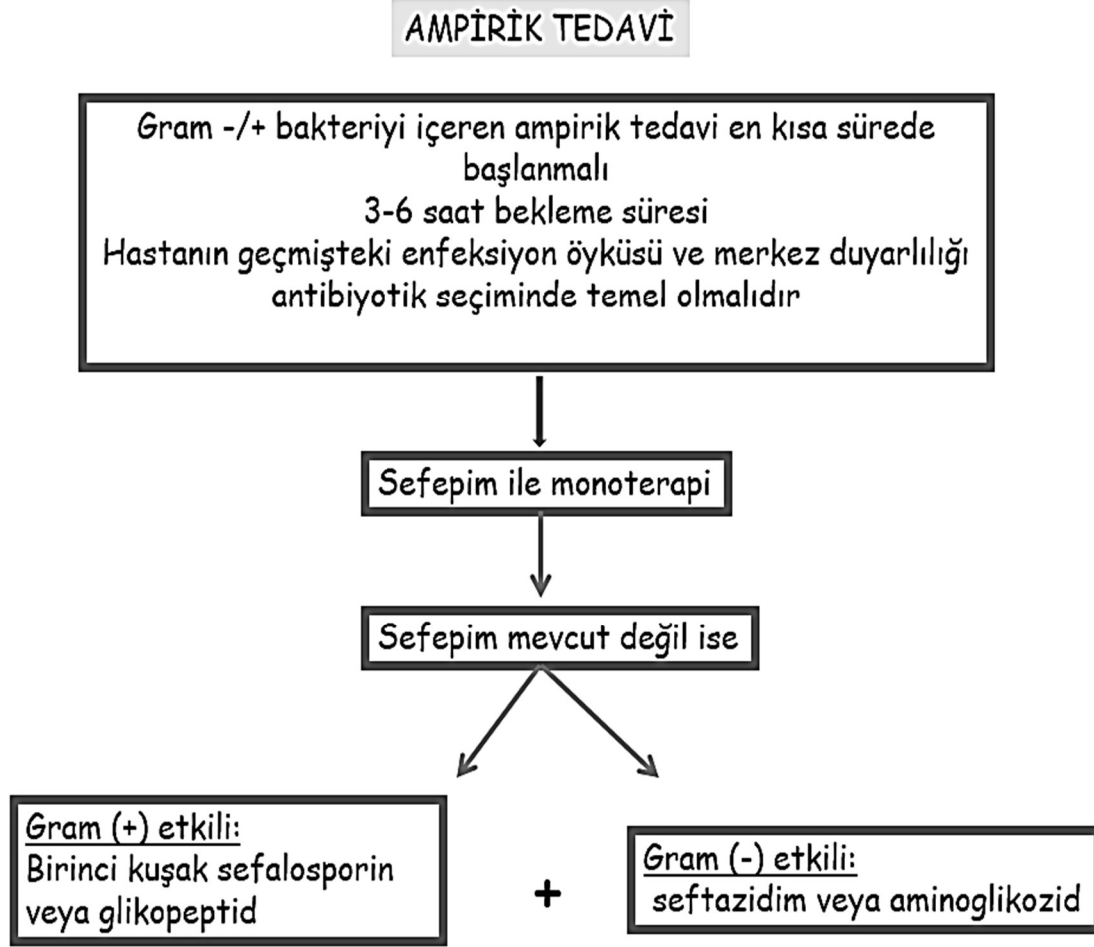 AMPİRİK TEDAVİ
Gram -/+ bakteriyi içeren ampirik tedavi en kısa sürede
başlanmalı
3-6 saat bekleme süresi
Hastanın geçmişteki enfeksiyon öyküsü ve merkez duyarlılığı
antibiyotik seçiminde temel olmalıdır
Sefepim ile monoterapi
Sefepim mevcut değil ise
Gram (+) etkili:
Birinci kuşak sefalosporin
veya glikopeptid
+
Gram (-) etkili:
seftazidim veya aminoglikozid